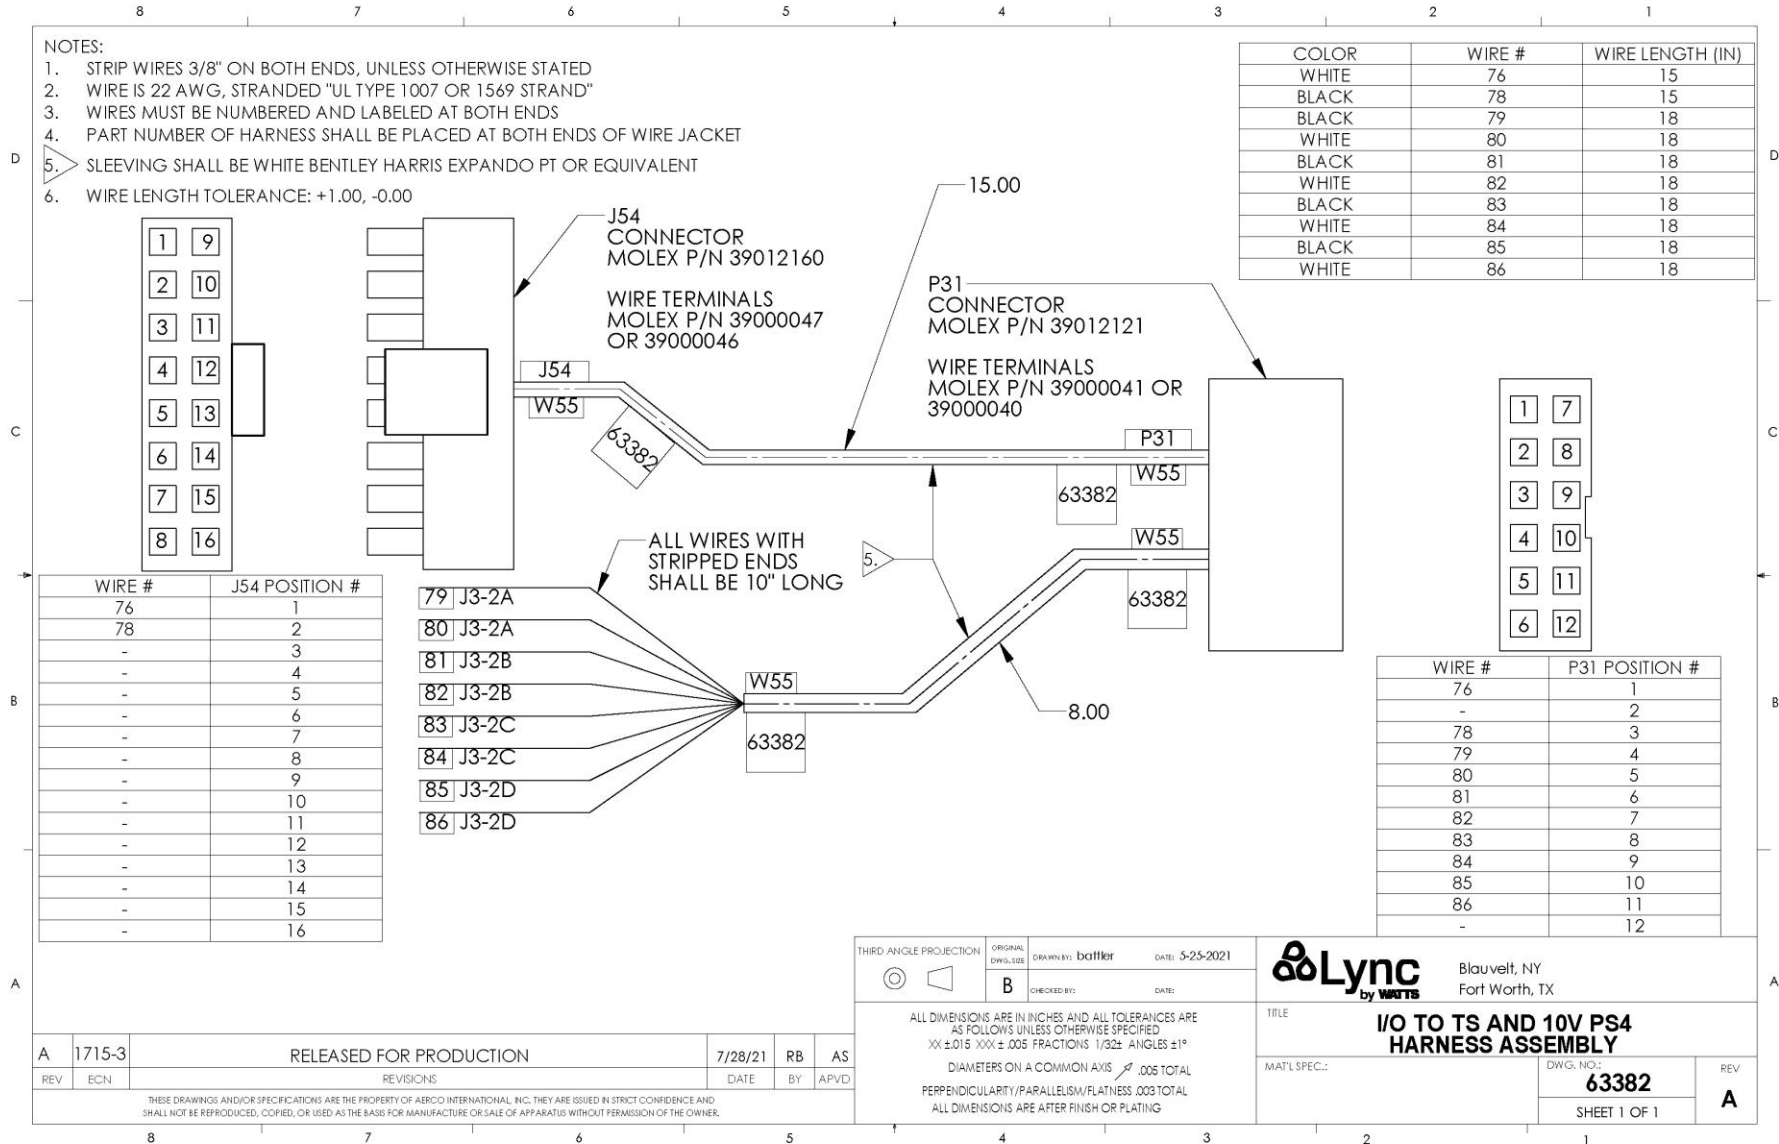 8 7 6 5 4 3 2 1
NOTES:
1. STRIP WIRES 3/8" ON BOTH ENDS, UNLESS OTHERWISE STATED
2. WIRE IS 22 AWG, STRANDED "UL TYPE 1007 OR 1569 STRAND"
3. WIRES MUST BE NUMBERED AND LABELED AT BOTH ENDS
4. PART NUMBER OF HARNESS SHALL BE PLACED AT BOTH ENDS OF WIRE JACKET
5. SLEEVING SHALL BE WHITE BENTLEY HARRIS EXPANDO PT OR EQUIVALENT
6. WIRE LENGTH TOLERANCE: +1.00, -0.00
COLOR WIRE # WIRE LENGTH (IN)
WHITE 76 15
BLACK 78 15
BLACK 79 18
WHITE 80 18
BLACK 81 18
WHITE 82 18
BLACK 83 18
WHITE 84 18
BLACK 85 18
WHITE 86 18
D D
C C
B B
A A
1 9
2 10
3 11
4 12
5 13
6 14
7 15
8 16
J54
CONNECTOR
MOLEX P/N 39012160
WIRE TERMINALS
MOLEX P/N 39000047
OR 39000046
15.00
P31
CONNECTOR
MOLEX P/N 39012121
WIRE TERMINALS
MOLEX P/N 39000041 OR
39000040
J54
W55
63382
P31
W55
63382
W55
63382
5.
8.00
W55
63382
ALL WIRES WITH
STRIPPED ENDS
SHALL BE 10" LONG
79 J3-2A
80 J3-2A
81 J3-2B
82 J3-2B
83 J3-2C
84 J3-2C
85 J3-2D
86 J3-2D
1 7
2 8
3 9
4 10
5 11
6 12
WIRE # J54 POSITION #
76 1
78 2
- 3
- 4
- 5
- 6
- 7
- 8
- 9
- 10
- 11
- 12
- 13
- 14
- 15
- 16
WIRE # P31 POSITION #
76 1
- 2
78 3
79 4
80 5
81 6
82 7
83 8
84 9
85 10
86 11
- 12
THIRD ANGLE PROJECTION
ORIGINAL
DWG. SIZE
B
DRAWN BY: battler DATE: 5-25-2021
CHECKED BY: DATE:
ALL DIMENSIONS ARE IN INCHES AND ALL TOLERANCES ARE
AS FOLLOWS UNLESS OTHERWISE SPECIFIED
.XX ±.015 .XXX ± .005 FRACTIONS 1/32± ANGLES ±1°
DIAMETERS ON A COMMON AXIS .005 TOTAL
PERPENDICULARITY/PARALLELISM/FLATNESS .003 TOTAL
ALL DIMENSIONS ARE AFTER FINISH OR PLATING
Lync
by WATTS
Blauvelt, NY
Fort Worth, TX
TITLE
I/O TO TS AND 10V PS4
HARNESS ASSEMBLY
MAT'L SPEC.:
DWG. NO.:
63382
SHEET 1 OF 1
REV
A
A 1715-3 RELEASED FOR PRODUCTION 7/28/21 RB AS
REV ECN REVISIONS DATE BY APVD
THESE DRAWINGS AND/OR SPECIFICATIONS ARE THE PROPERTY OF AERCO INTERNATIONAL, INC. THEY ARE ISSUED IN STRICT CONFIDENCE AND
SHALL NOT BE REPRODUCED, COPIED, OR USED AS THE BASIS FOR MANUFACTURE OR SALE OF APPARATUS WITHOUT PERMISSION OF THE OWNER.
8 7 6 5 4 3 2 1